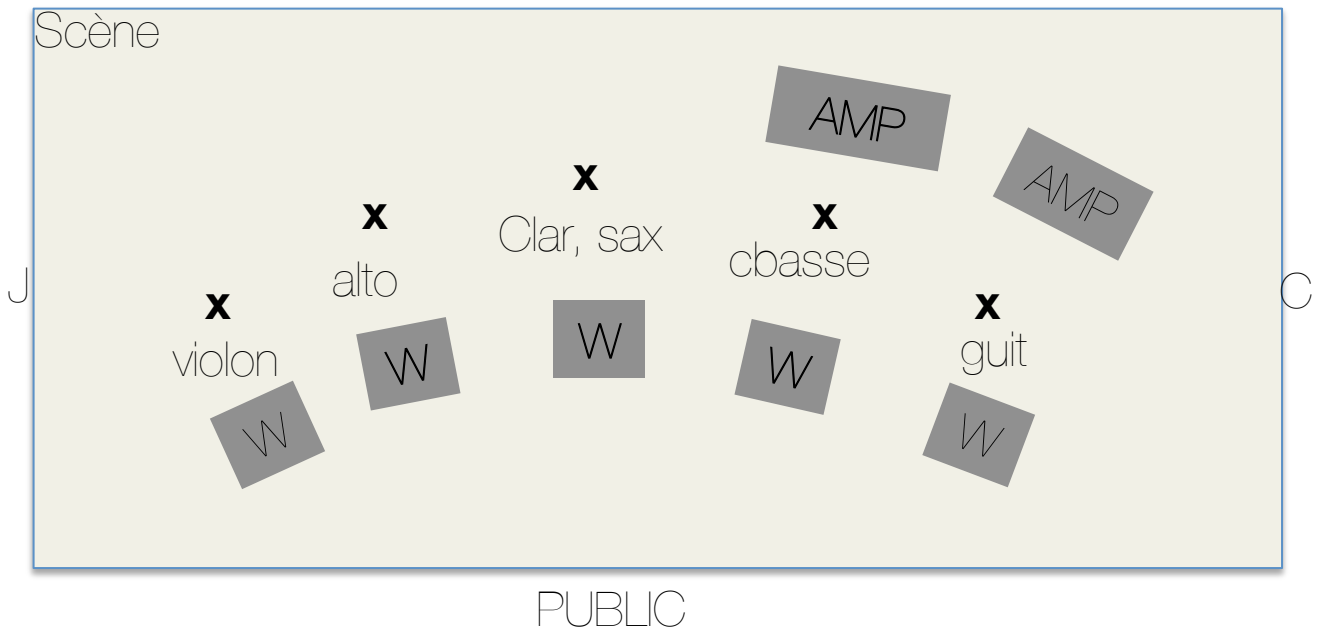 Scène
AMP
AMP
x
x
x
x
x
Clar, sax
cbasse
alto
J
C
violon
guit
W
W
W
W
W
PUBLIC